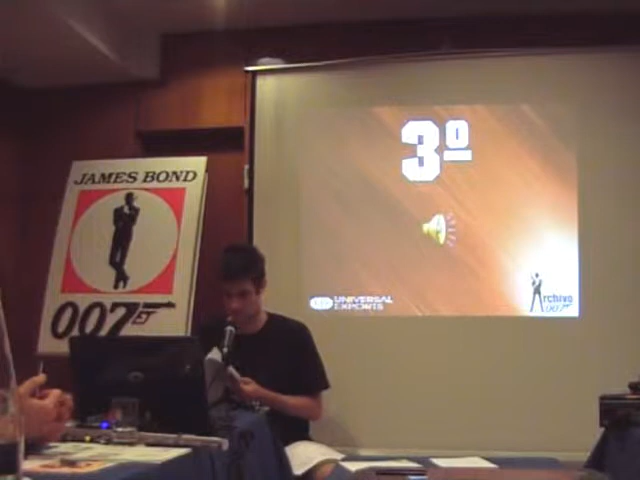 JAMES BOND
007
3º
UNIVERSAL
EXPORTS
Archivo
007